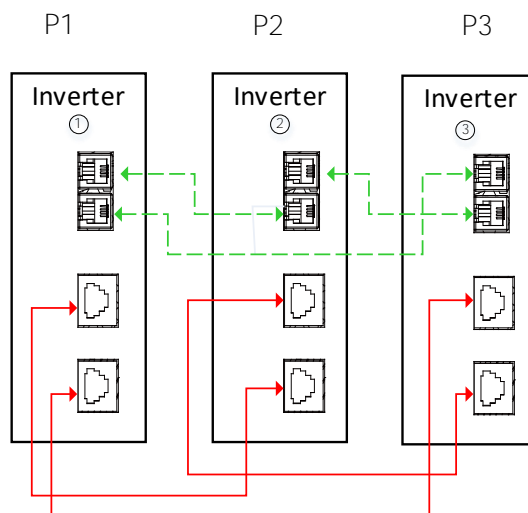 P1 P2 P3
Inverter Inverter Inverter
① ② ③